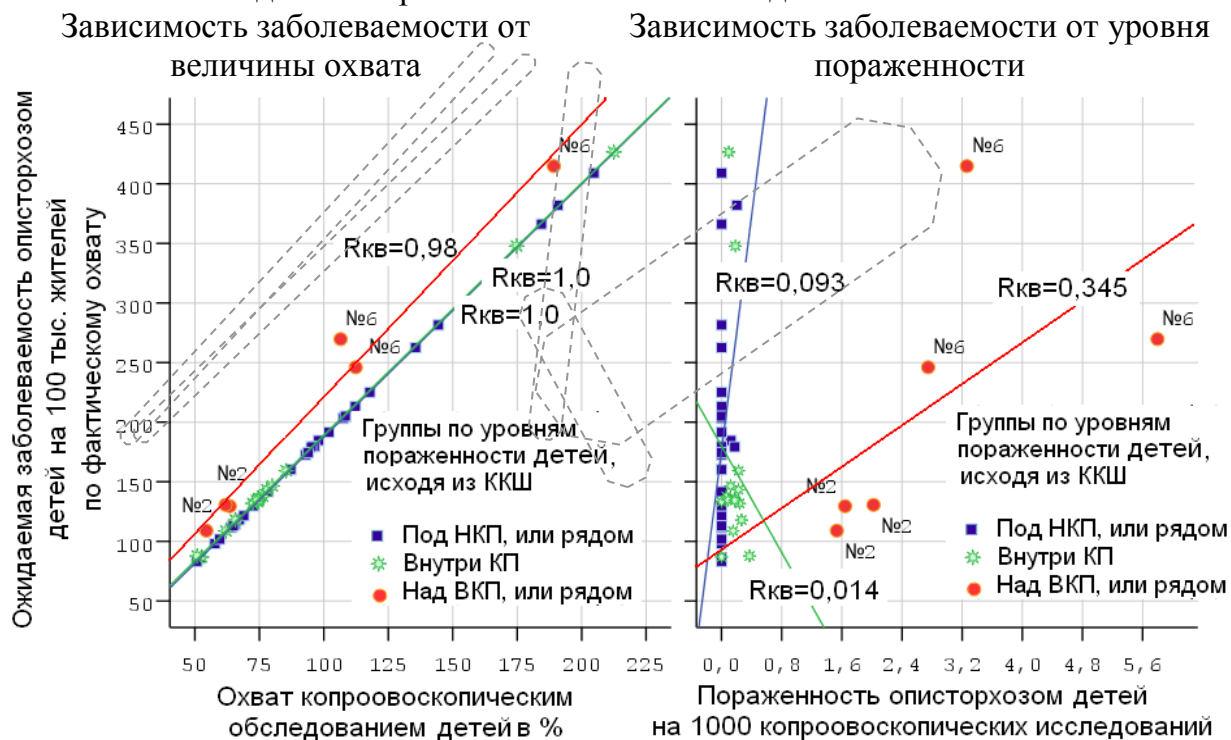 Зависимость заболеваемости от
величины охвата
Зависимость заболеваемости от уровня
пораженности
Ожидаемая заболеваемость описторхозом
детей на 100 тыс. жителей
по фактическому охвату
450
400
350
300
250
200
150
100
50
№6
Rкв=0,98
Rкв=1,0
Rкв=1,0
№6
№6
№2
№2
Группы по уровням
пораженности детей,
исходя из ККШ
Под НКП, или рядом
Внутри КП
Над ВКП, или рядом
50 75 100 125 150 175 200 225
Охват копроовоскопическим
обследованием детей в %
№6
Rкв=0,093
Rкв=0,345
№6
№6
№2
№2
№2
Rкв=0,014
Группы по уровням
пораженности детей,
исходя из ККШ
Под НКП, или рядом
Внутри КП
Над ВКП, или рядом
0,0 0,8 1,6 2,4 3,2 4,0 4,8 5,6
Пораженность описторхозом детей
на 1000 копроовоскопических исследований